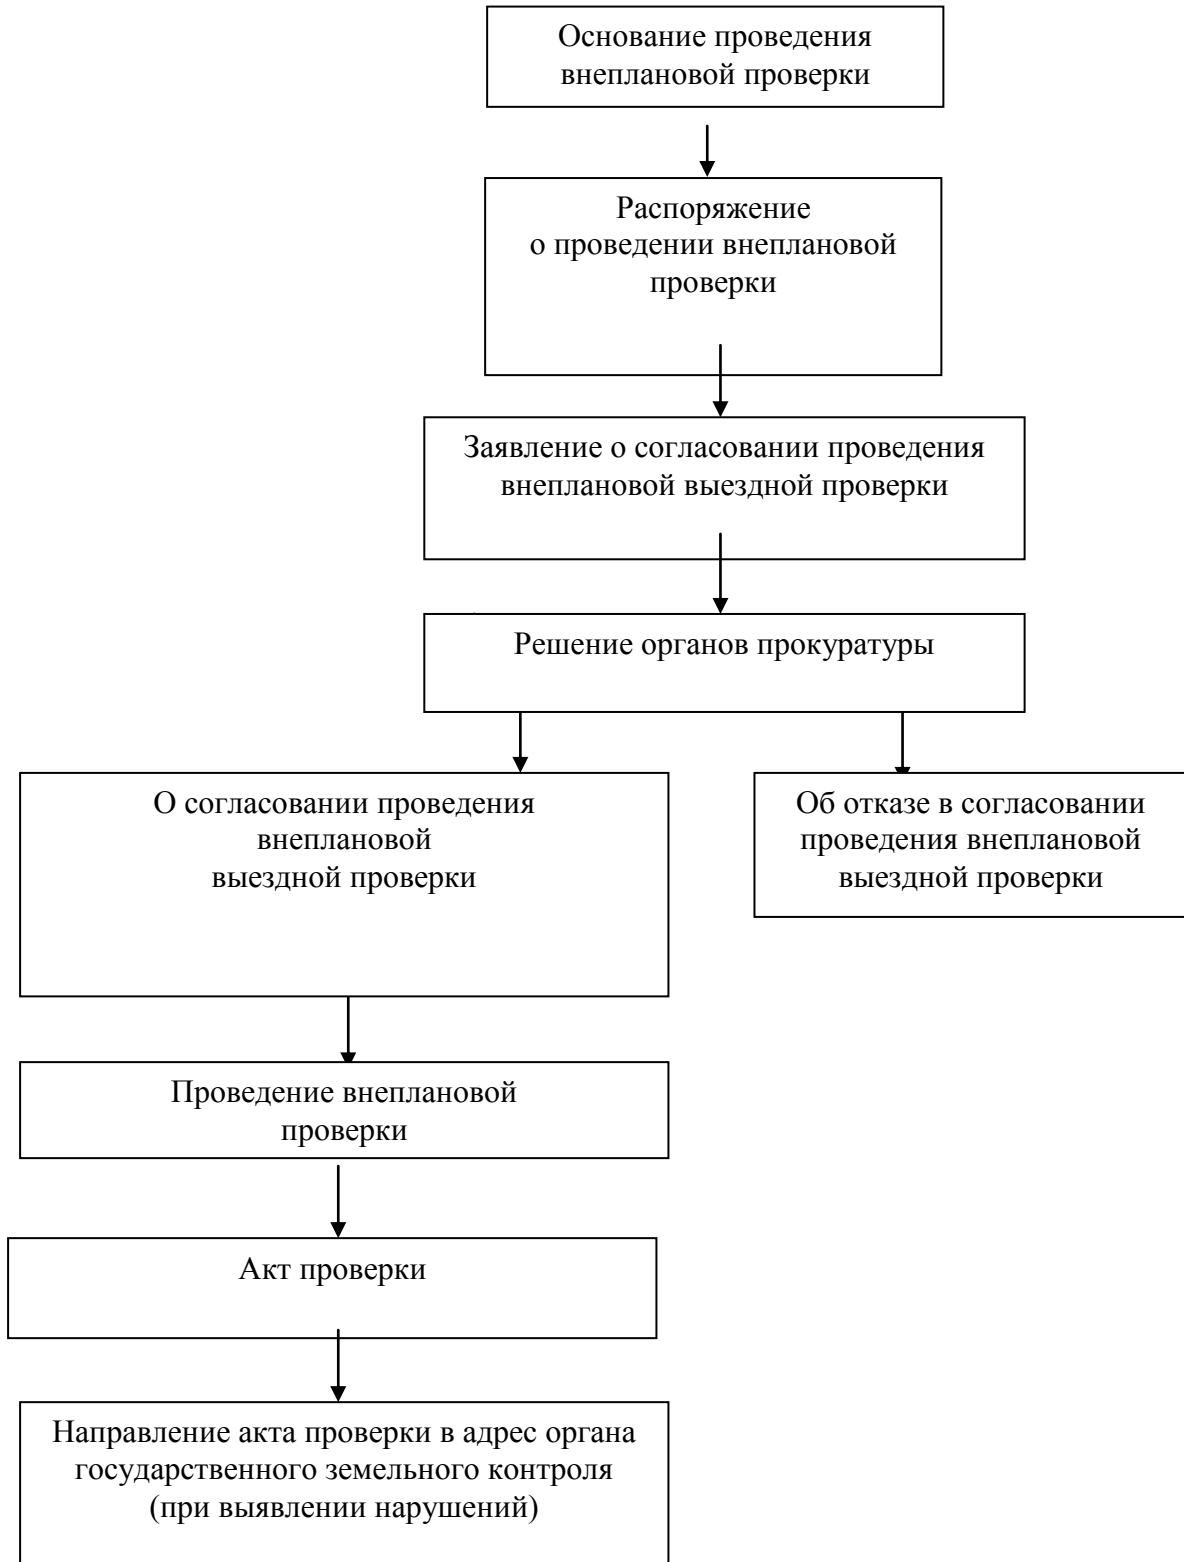 Основание проведения
внеплановой проверки
Распоряжение
о проведении внеплановой
проверки
Заявление о согласовании проведения
внеплановой выездной проверки
Решение органов прокуратуры
О согласовании проведения
внеплановой
выездной проверки
Об отказе в согласовании
проведения внеплановой
выездной проверки
Проведение внеплановой
проверки
Акт проверки
Направление акта проверки в адрес органа
государственного земельного контроля
(при выявлении нарушений)